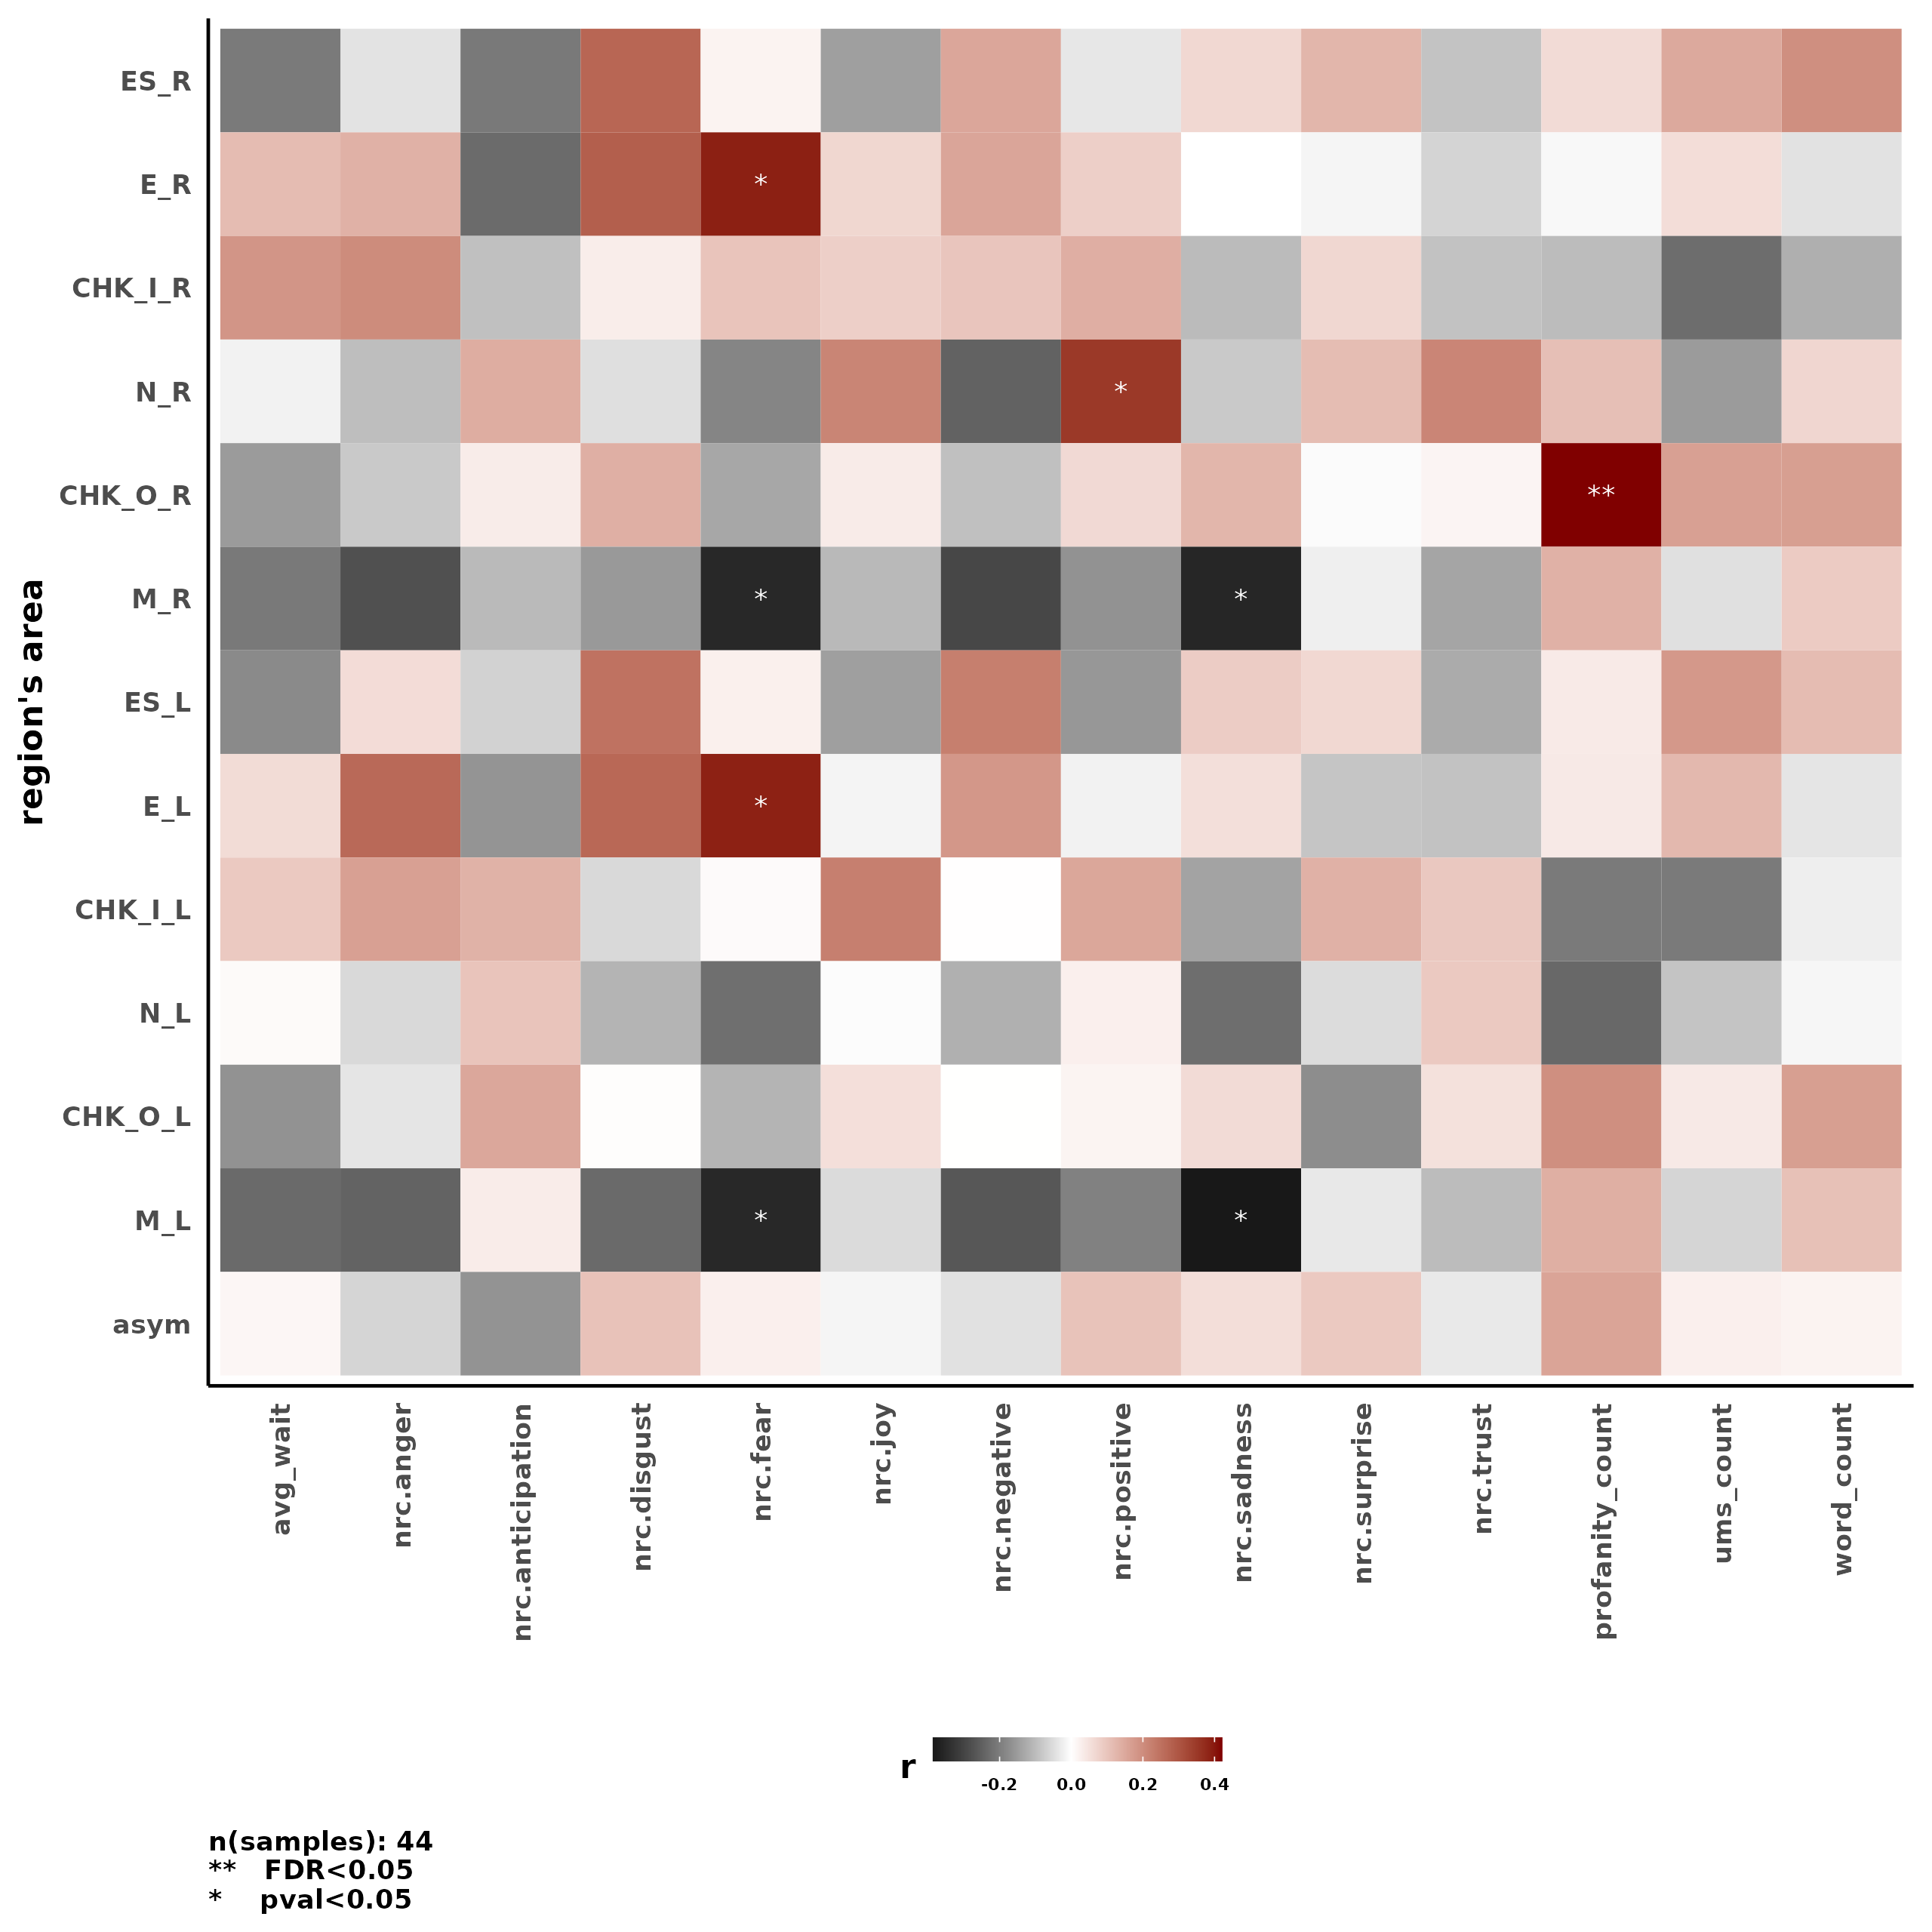 region's area
ES_R
E_R
*
CHK_I_R
N_R
*
CHK_O_R
**
M_R
* *
ES_L
E_L
*
CHK_I_L
N_L
CHK_O_L
M_L
* *
asym
avg_wait
nrc.anger
nrc.anticipation
nrc.disgust
nrc.fear
nrc.joy
nrc.negative
nrc.positive
nrc.sadness
nrc.surprise
nrc.trust
profanity_count
ums_count
word_count
r
-0.2 0.0 0.2 0.4
n(samples): 44
** FDR<0.05
* pval<0.05